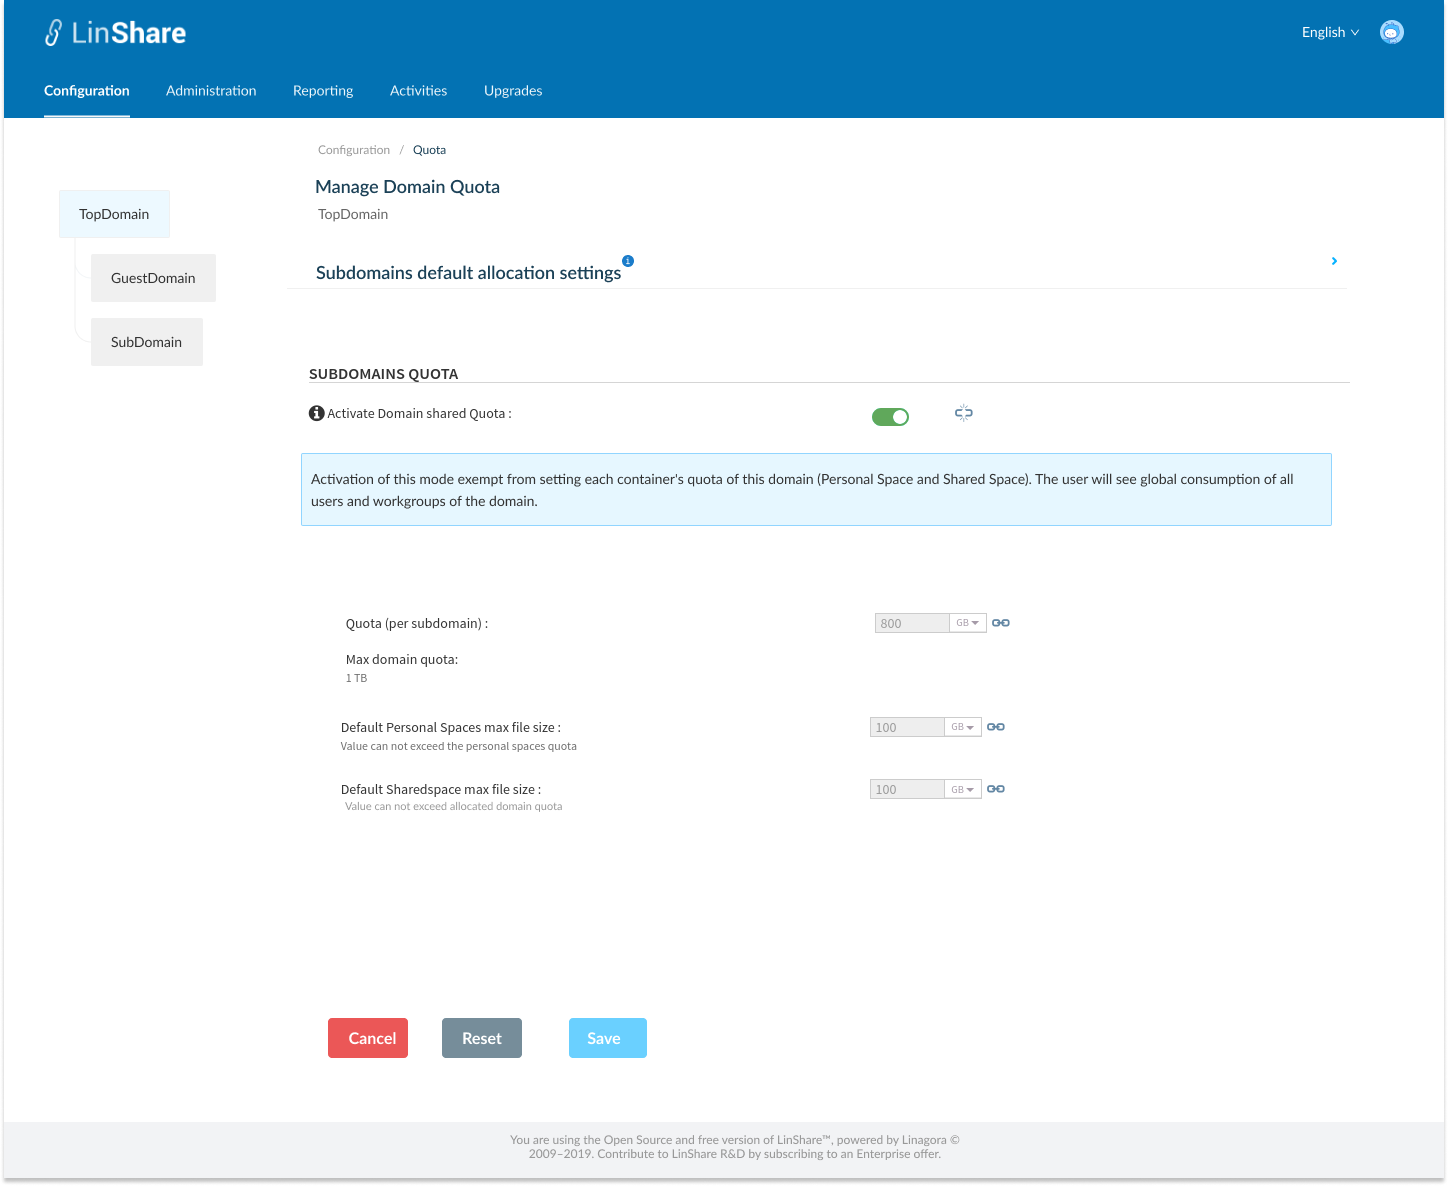 LinShare
English
Configuration Administration Reporting Activities Upgrades
Configuration / Quota
Manage Domain Quota
TopDomain
TopDomain
GuestDomain
SubDomain
Subdomains default allocation settings
SUBDOMAINS QUOTA
Activate Domain shared Quota :
Activation of this mode exempt from setting each container's quota of this domain (Personal Space and Shared Space). The user will see global consumption of all
users and workgroups of the domain.
Quota (per subdomain) : 800 GB
Max domain quota:
1 TB
Default Personal Spaces max file size : 100 GB
Value can not exceed the personal spaces quota
Default Sharedspace max file size : 100 GB
Value can not exceed allocated domain quota
Cancel Reset Save
You are using the Open Source and free version of LinShare™, powered by Linagora ©
2009–2019. Contribute to LinShare R&D by subscribing to an Enterprise offer.